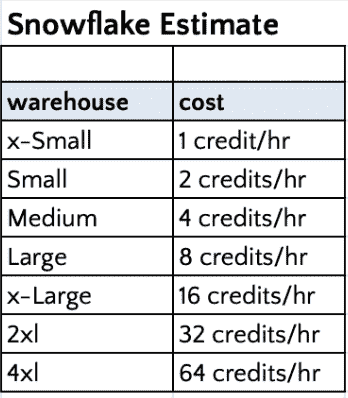 Snowflake Estimate
warehouse cost
x-Small 1 credit/hr
Small 2 credits/hr
Medium 4 credits/hr
Large 8 credits/hr
x-Large 16 credits/hr
2xl 32 credits/hr
4xl 64 credits/hr